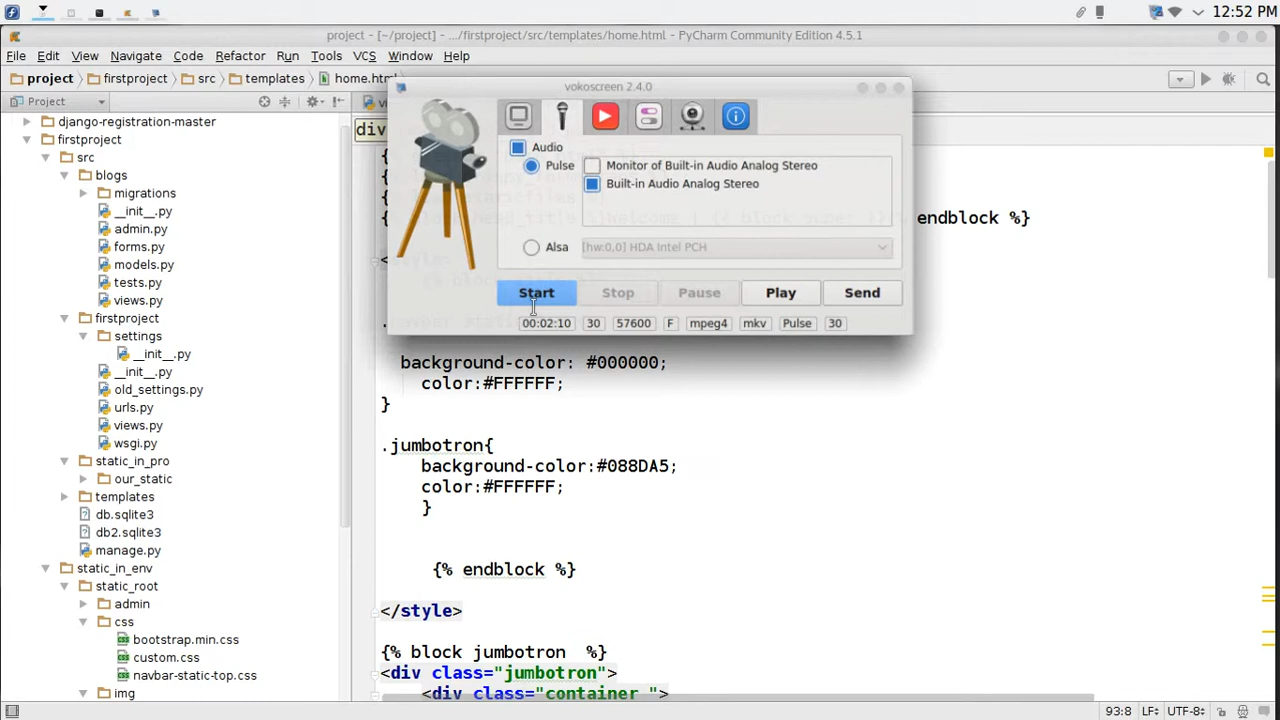 12:52 PM
project - [~/project] - .../firstproject/src/templates/home.html - PyCharm Community Edition 4.5.1
File Edit View Navigate Code Refactor Run Tools VCS Window Help
project firstproject src templates home.html
Project
django-registration-master
firstproject
src
blogs
migrations
__init__.py
admin.py
forms.py
models.py
tests.py
views.py
firstproject
settings
__init__.py
__init__.py
old_settings.py
urls.py
views.py
wsgi.py
static_in_pro
our_static
templates
db.sqlite3
db2.sqlite3
manage.py
static_in_env
static_root
admin
css
bootstrap.min.css
custom.css
navbar-static-top.css
img
vokoscreen 2.4.0
Audio
Pulse
Monitor of Built-in Audio Analog Stereo
Built-in Audio Analog Stereo
Alsa [hw:0,0] HDA Intel PCH
Start Stop Pause Play Send
00:02:10 30 57600 F mpeg4 mkv Pulse 30
div
endblock %}
background-color: #000000;
color:#FFFFFF;
}
.jumbotron{
background-color:#088DA5;
color:#FFFFFF;
}
{% endblock %}
</style>
{% block jumbotron %}
<div class="jumbotron">
<div class="container ">
93:8 LF UTF-8